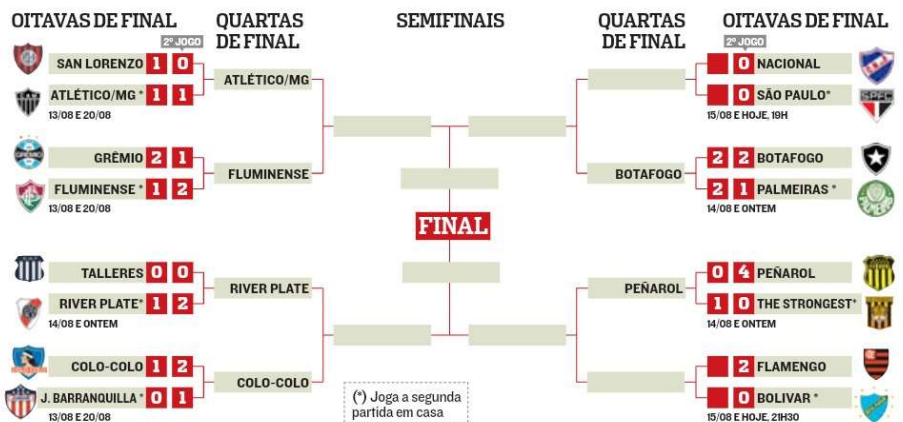 OITAVAS DE FINAL
2º JOGO
SAN LORENZO 1 0
ATLÉTICO/MG * 1 1
13/08 E 20/08
GRÊMIO 2 1
FLUMINENSE * 1 2
13/08 E 20/08
TALLERES 0 0
RIVER PLATE* 1 2
14/08 E ONTEM
COLO-COLO 1 2
J. BARRANQUILLA * 0 1
13/08 E 20/08
QUARTAS
DE FINAL
ATLÉTICO/MG
FLUMINENSE
RIVER PLATE
COLO-COLO
SEMIFINAIS
FINAL
(*) Joga a segunda
partida em casa
QUARTAS
DE FINAL
BOTAFOGO
PEÑAROL
OITAVAS DE FINAL
2º JOGO
0 NACIONAL
0 SÃO PAULO*
15/08 E HOJE, 19H
2 2 BOTAFOGO
2 1 PALMEIRAS *
14/08 E ONTEM
0 4 PEÑAROL
1 0 THE STRONGEST*
14/08 E ONTEM
2 FLAMENGO
0 BOLIVAR *
15/08 E HOJE, 21H30